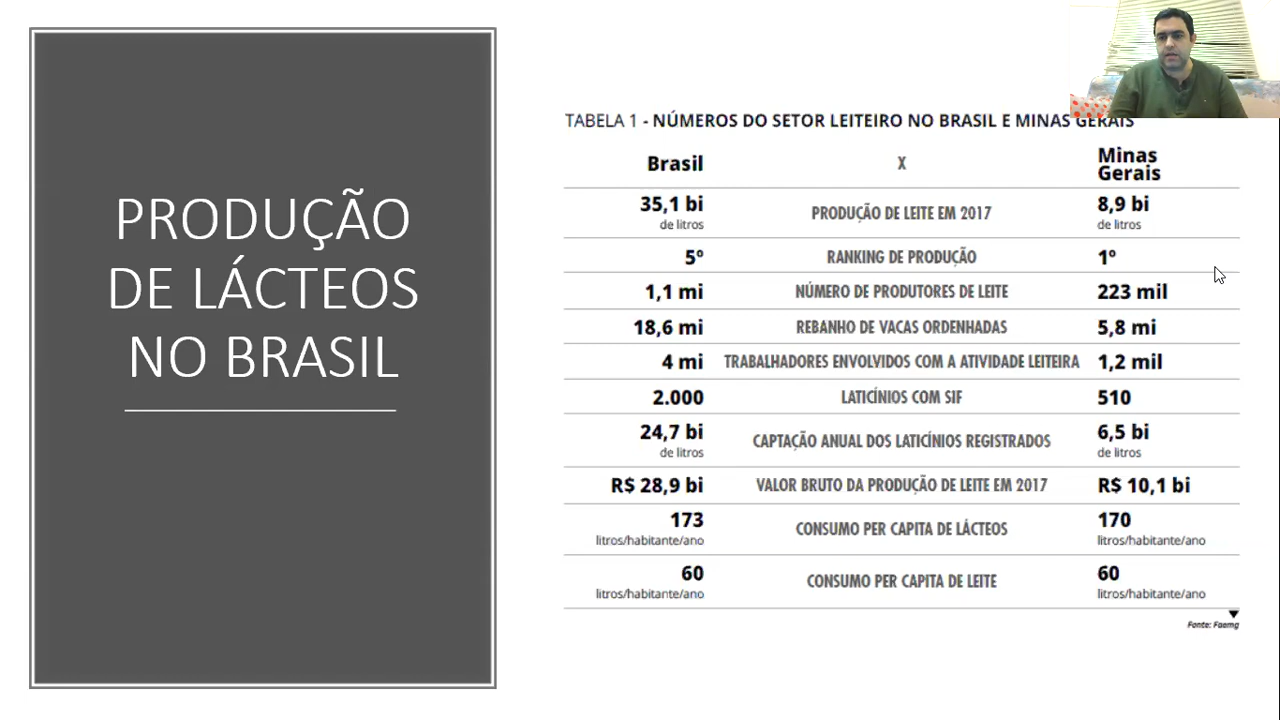 PRODUÇÃO
DE LÁCTEOS
NO BRASIL
TABELA 1 - NÚMEROS DO SETOR LEITEIRO NO BRASIL E MINAS GERAIS
Brasil X Minas
Gerais
35,1 bi PRODUÇÃO DE LEITE EM 2017 8,9 bi
de litros de litros
5º RANKING DE PRODUÇÃO 1º
1,1 mi NÚMERO DE PRODUTORES DE LEITE 223 mil
18,6 mi REBANHO DE VACAS ORDENHADAS 5,8 mi
4 mi TRABALHADORES ENVOLVIDOS COM A ATIVIDADE LEITEIRA 1,2 mil
2.000 LATICÍNIOS COM SIF 510
24,7 bi CAPTAÇÃO ANUAL DOS LATICÍNIOS REGISTRADOS 6,5 bi
de litros de litros
R$ 28,9 bi VALOR BRUTO DA PRODUÇÃO DE LEITE EM 2017 R$ 10,1 bi
173 CONSUMO PER CAPITA DE LÁCTEOS 170
litros/habitante/ano litros/habitante/ano
60 CONSUMO PER CAPITA DE LEITE 60
litros/habitante/ano litros/habitante/ano
Fonte: Faemg